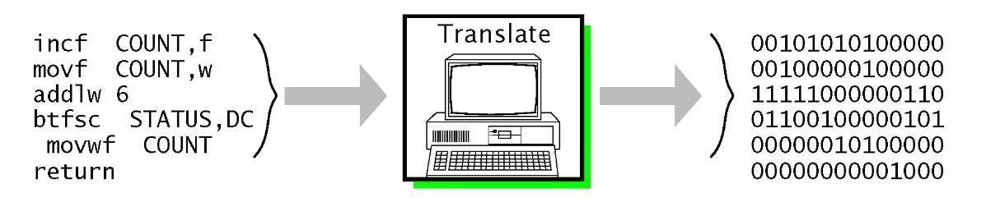 incf  COUNT,f
movf  COUNT,w
addlw 6
btfsc  STATUS,DC
movwf  COUNT
return
Translate
00101010100000
00100000100000
11111000000110
01100100000101
00000010100000
00000000001000